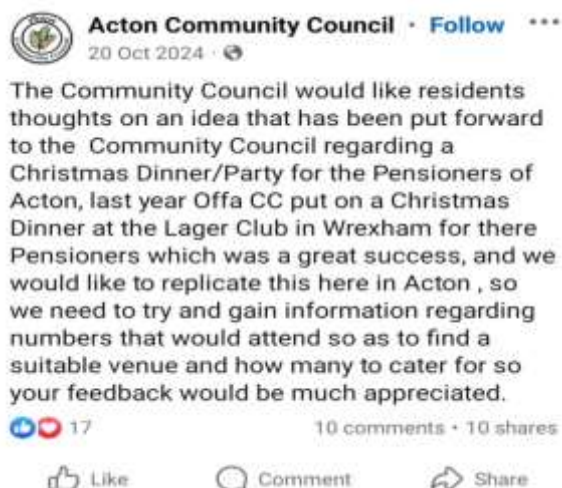 Acton Community Council · Follow ...
20 Oct 2024 ·
The Community Council would like residents
thoughts on an idea that has been put forward
to the Community Council regarding a
Christmas Dinner/Party for the Pensioners of
Acton, last year Offa CC put on a Christmas
Dinner at the Lager Club in Wrexham for there
Pensioners which was a great success, and we
would like to replicate this here in Acton , so
we need to try and gain information regarding
numbers that would attend so as to find a
suitable venue and how many to cater for so
your feedback would be much appreciated.
17 10 comments • 10 shares
Like Comment Share